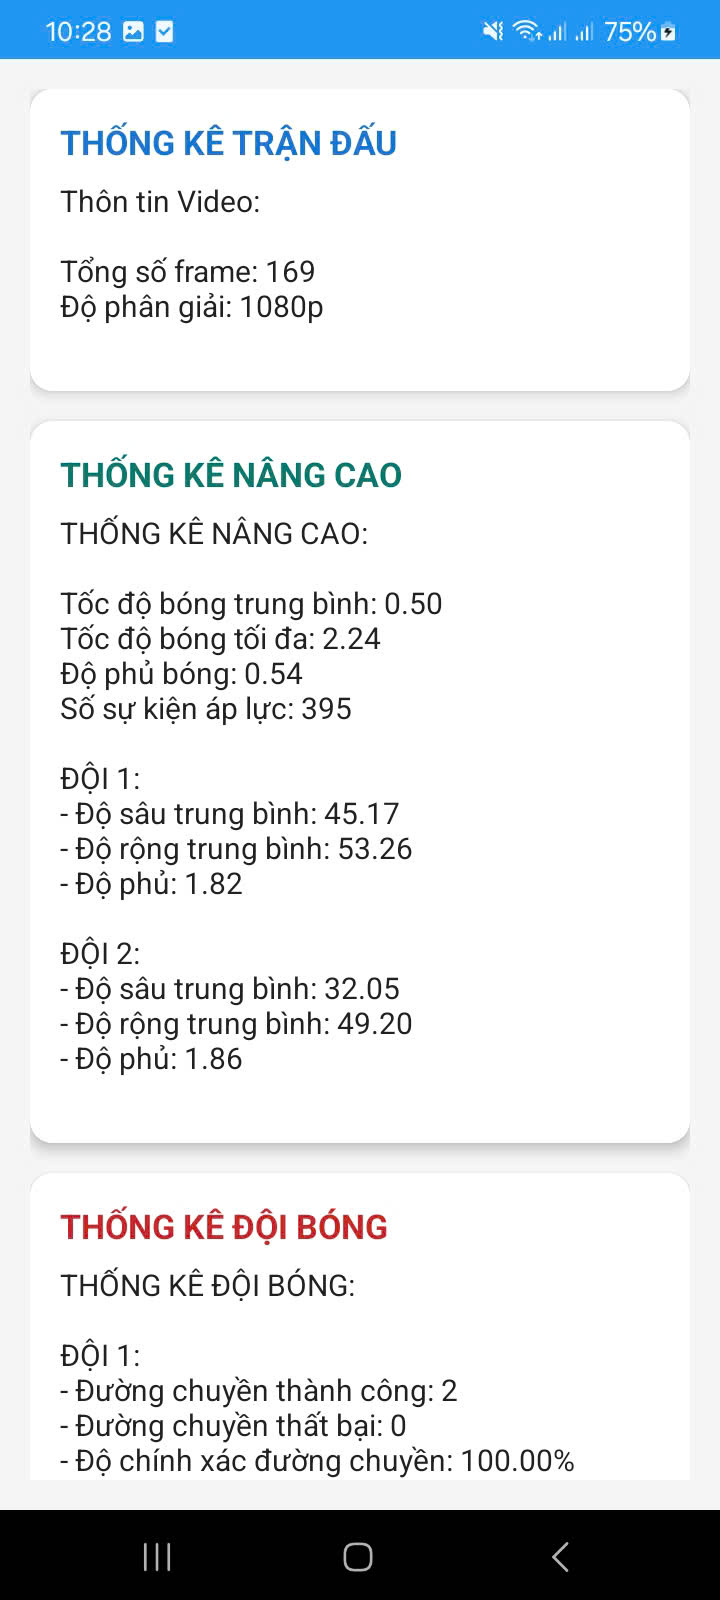 10:28
75%
THỐNG KÊ TRẬN ĐẤU
Thôn tin Video:
Tổng số frame: 169
Độ phân giải: 1080p
THỐNG KÊ NÂNG CAO
THỐNG KÊ NÂNG CAO:
Tốc độ bóng trung bình: 0.50
Tốc độ bóng tối đa: 2.24
Độ phủ bóng: 0.54
Số sự kiện áp lực: 395
ĐỘI 1:
- Độ sâu trung bình: 45.17
- Độ rộng trung bình: 53.26
- Độ phủ: 1.82
ĐỘI 2:
- Độ sâu trung bình: 32.05
- Độ rộng trung bình: 49.20
- Độ phủ: 1.86
THỐNG KÊ ĐỘI BÓNG
THỐNG KÊ ĐỘI BÓNG:
ĐỘI 1:
- Đường chuyền thành công: 2
- Đường chuyền thất bại: 0
- Độ chính xác đường chuyền: 100.00%